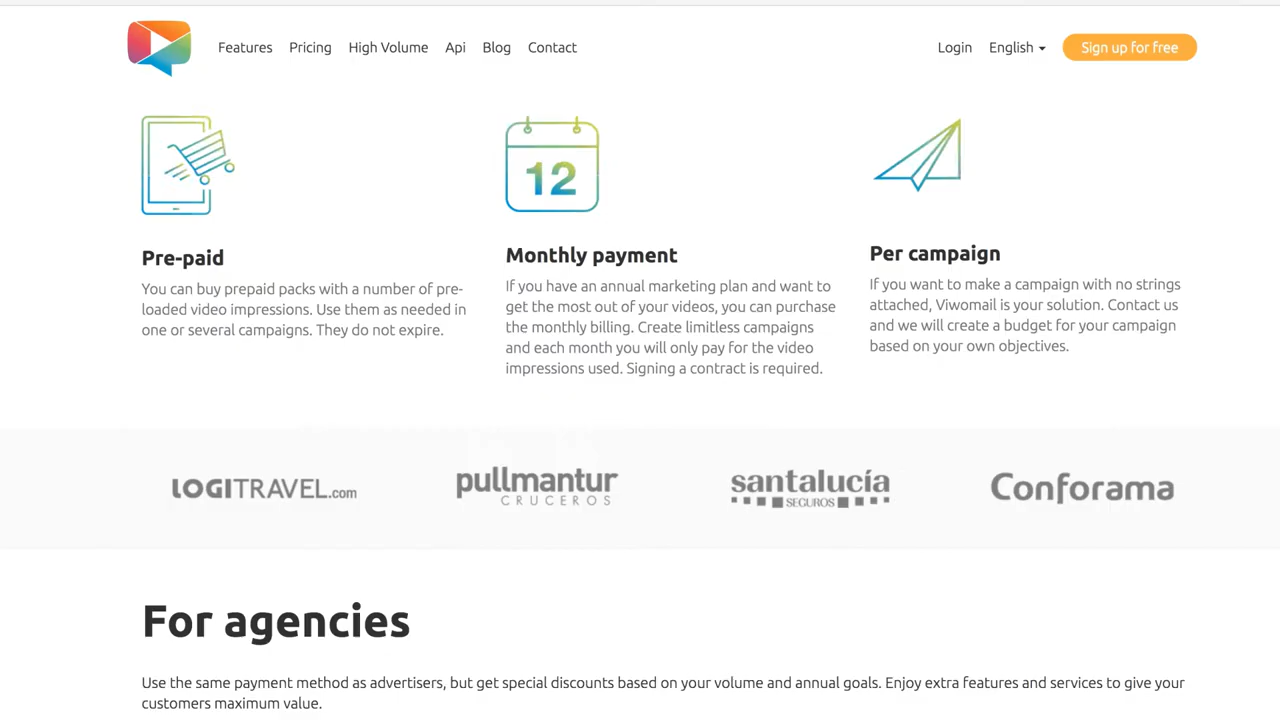 Features Pricing High Volume Api Blog Contact Login English Sign up for free
12
Pre-paid
You can buy prepaid packs with a number of pre-
loaded video impressions. Use them as needed in
one or several campaigns. They do not expire.
Monthly payment
If you have an annual marketing plan and want to
get the most out of your videos, you can purchase
the monthly billing. Create limitless campaigns
and each month you will only pay for the video
impressions used. Signing a contract is required.
Per campaign
If you want to make a campaign with no strings
attached, Viwomail is your solution. Contact us
and we will create a budget for your campaign
based on your own objectives.
LOGITRAVEL.com
pullmantur
CRUCEROS
santalucía
SEGUROS
Conforama
For agencies
Use the same payment method as advertisers, but get special discounts based on your volume and annual goals. Enjoy extra features and services to give your
customers maximum value.